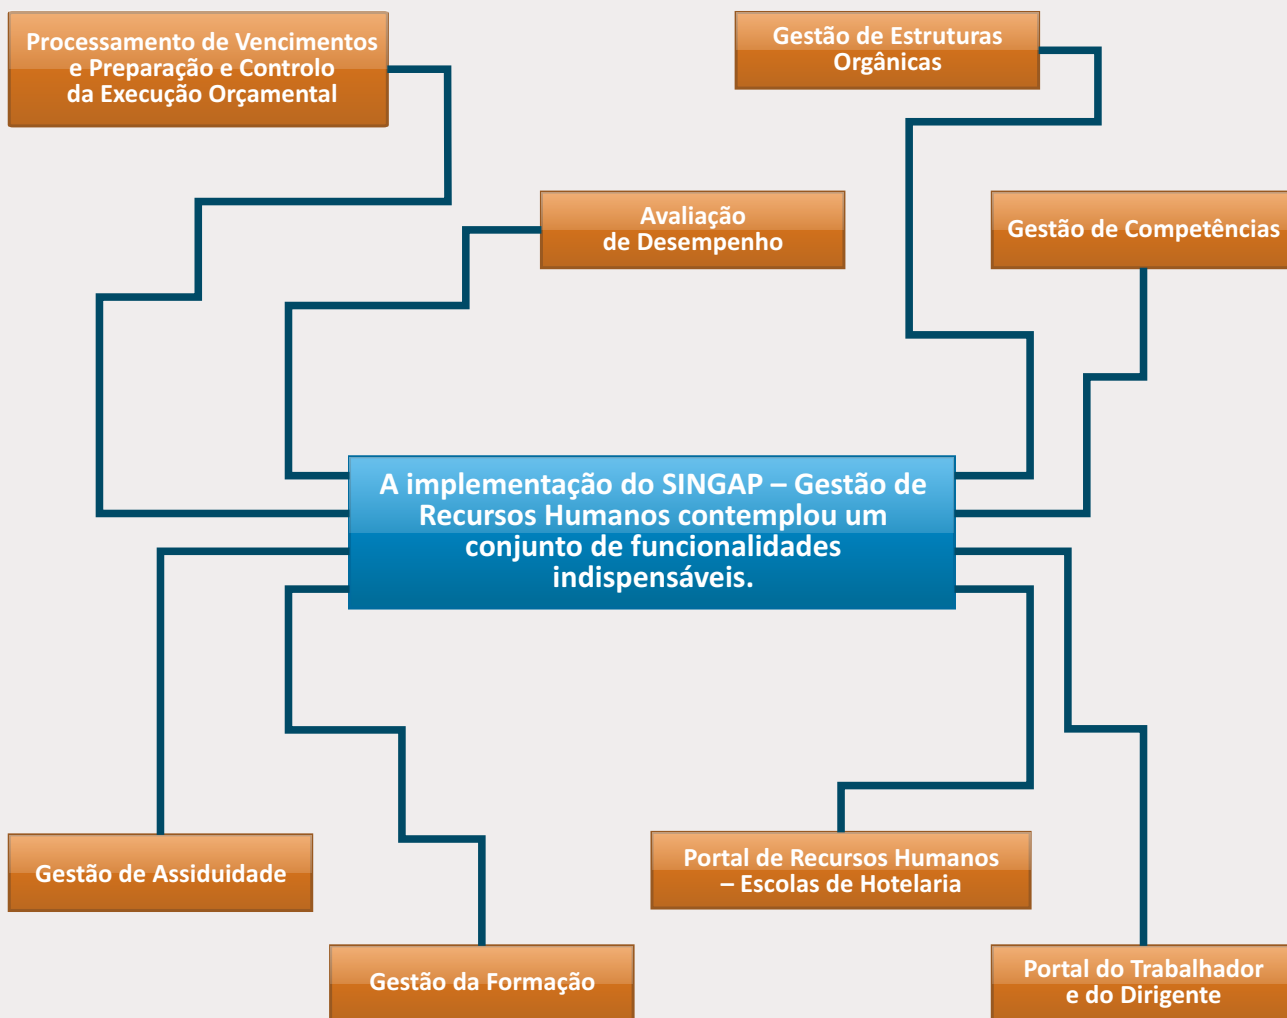 Processamento de Vencimentos
e Preparação e Controlo
da Execução Orçamental
Gestão de Estruturas
Orgânicas
Avaliação
de Desempenho
Gestão de Competências
A implementação do SINGAP – Gestão de
Recursos Humanos contemplou um
conjunto de funcionalidades
indispensáveis.
Gestão de Assiduidade
Portal de Recursos Humanos
– Escolas de Hotelaria
Gestão da Formação
Portal do Trabalhador
e do Dirigente